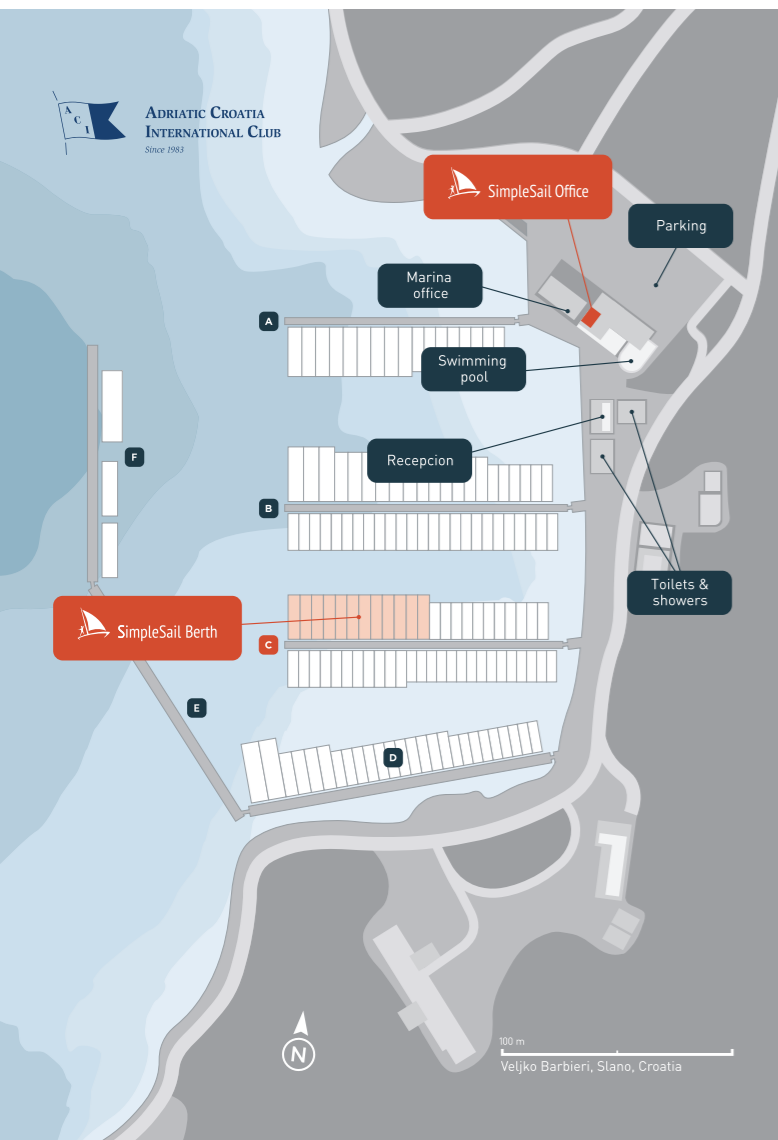 A
C
I
ADRIATIC CROATIA
INTERNATIONAL CLUB
Since 1983
SimpleSail Office
Parking
Marina
office
A
Swimming
pool
F
Recepcion
B
Toilets &
showers
SimpleSail Berth
C
E
D
N
100 m
Veljko Barbieri, Slano, Croatia